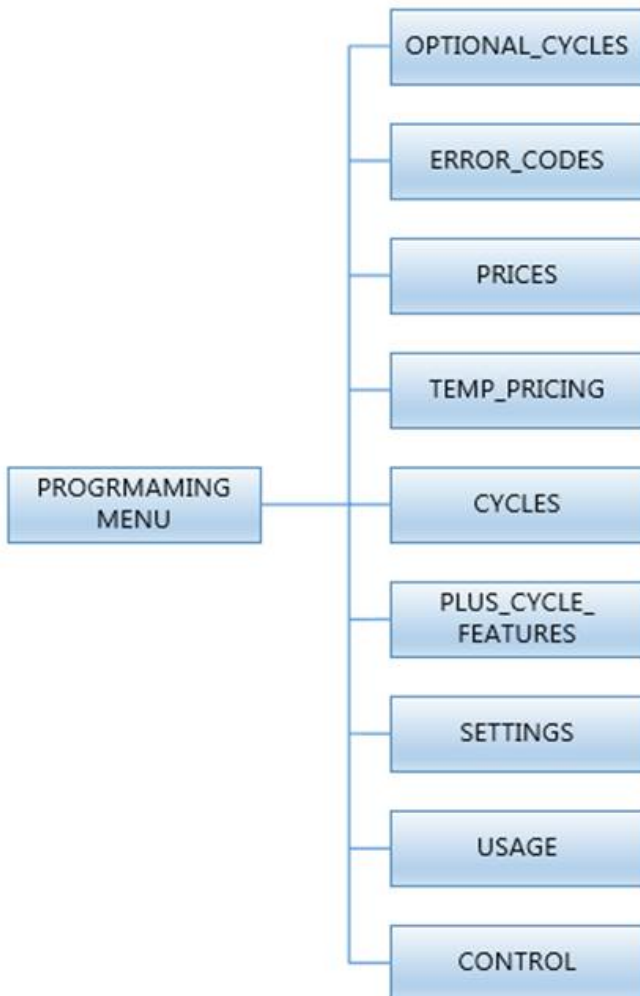 OPTIONAL_CYCLES
ERROR_CODES
PRICES
TEMP_PRICING
PROGRMAMING
MENU
CYCLES
PLUS_CYCLE_
FEATURES
SETTINGS
USAGE
CONTROL